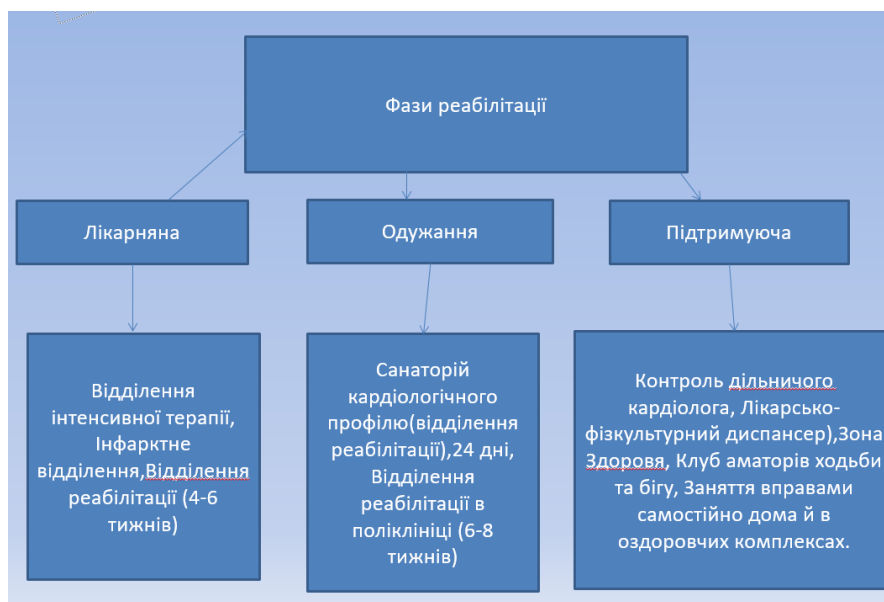 Фази реабілітації
Лікарняна
Одужання
Підтримуюча
Відділення
інтенсивної терапії,
Інфарктне
відділення,Відділення
реабілітації (4-6
тижнів)
Санаторій
кардіологічного
профілю(відділення
реабілітації),24 дні,
Відділення
реабілітації в
поліклініці (6-8
тижнів)
Контроль дільничого
кардіолога, Лікарсько-
фізкультурний диспансер),Зона
Здоровя, Клуб аматорів ходьби
та бігу, Заняття вправами
самостійно дома й в
оздоровчих комплексах.